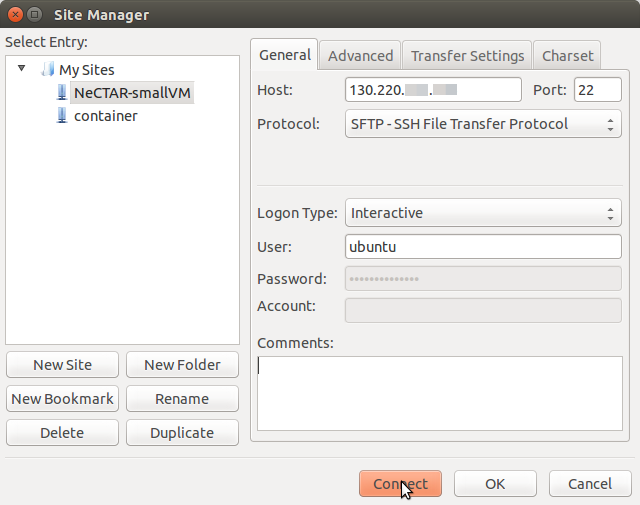 Site Manager
Select Entry:
My Sites
NeCTAR-smallVM
container
New Site
New Folder
New Bookmark
Rename
Delete
Duplicate
General
Advanced
Transfer Settings
Charset
Host:
130.220.
.
Port:
22
Protocol:
SFTP - SSH File Transfer Protocol
Logon Type:
Interactive
User:
ubuntu
Password:
••••••••••••••
Account:
Comments:
Connect
OK
Cancel